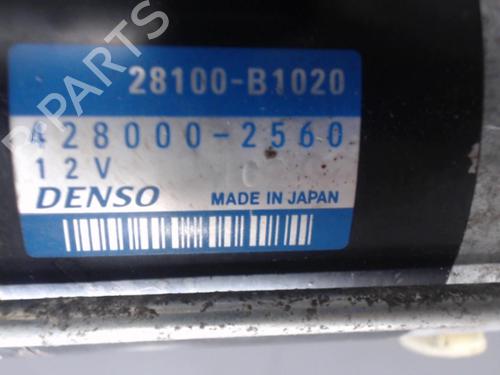 28100-B1020
428000-2560
12V
DENSO MADE IN JAPAN